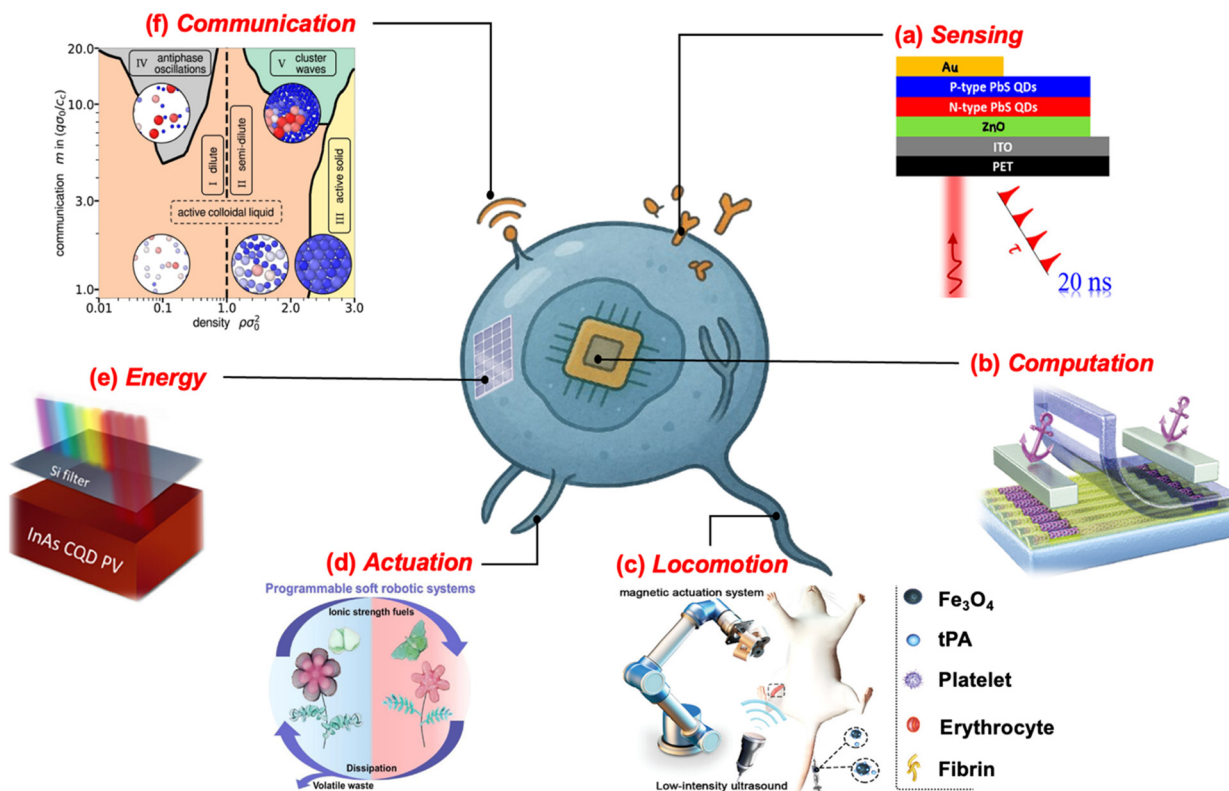 (f) Communication
20.0
10.0
3.0
1.0
communication m in (qσ₀/c_c)
IV antiphase oscillations
V cluster waves
I dilute
II semi-dilute
III active solid
active colloidal liquid
0.01
0.1
1.0
2.0
3.0
density ρσ₀²
(a) Sensing
Au
P-type PbS QDs
N-type PbS QDs
ZnO
ITO
PET
τ
20 ns
(e) Energy
Si filter
InAs CQD PV
(b) Computation
(d) Actuation
Programmable soft robotic systems
Ionic strength fuels
Dissipation
Volatile waste
(c) Locomotion
magnetic actuation system
Low-intensity ultrasound
Fe₃O₄
tPA
Platelet
Erythrocyte
Fibrin